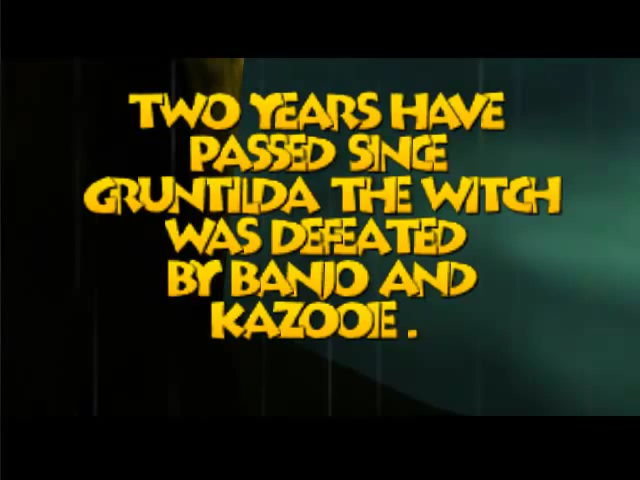 TWO YEARS HAVE
PASSED SINCE
GRUNTILDA THE WITCH
WAS DEFEATED
BY BANJO AND
KAZOOIE .